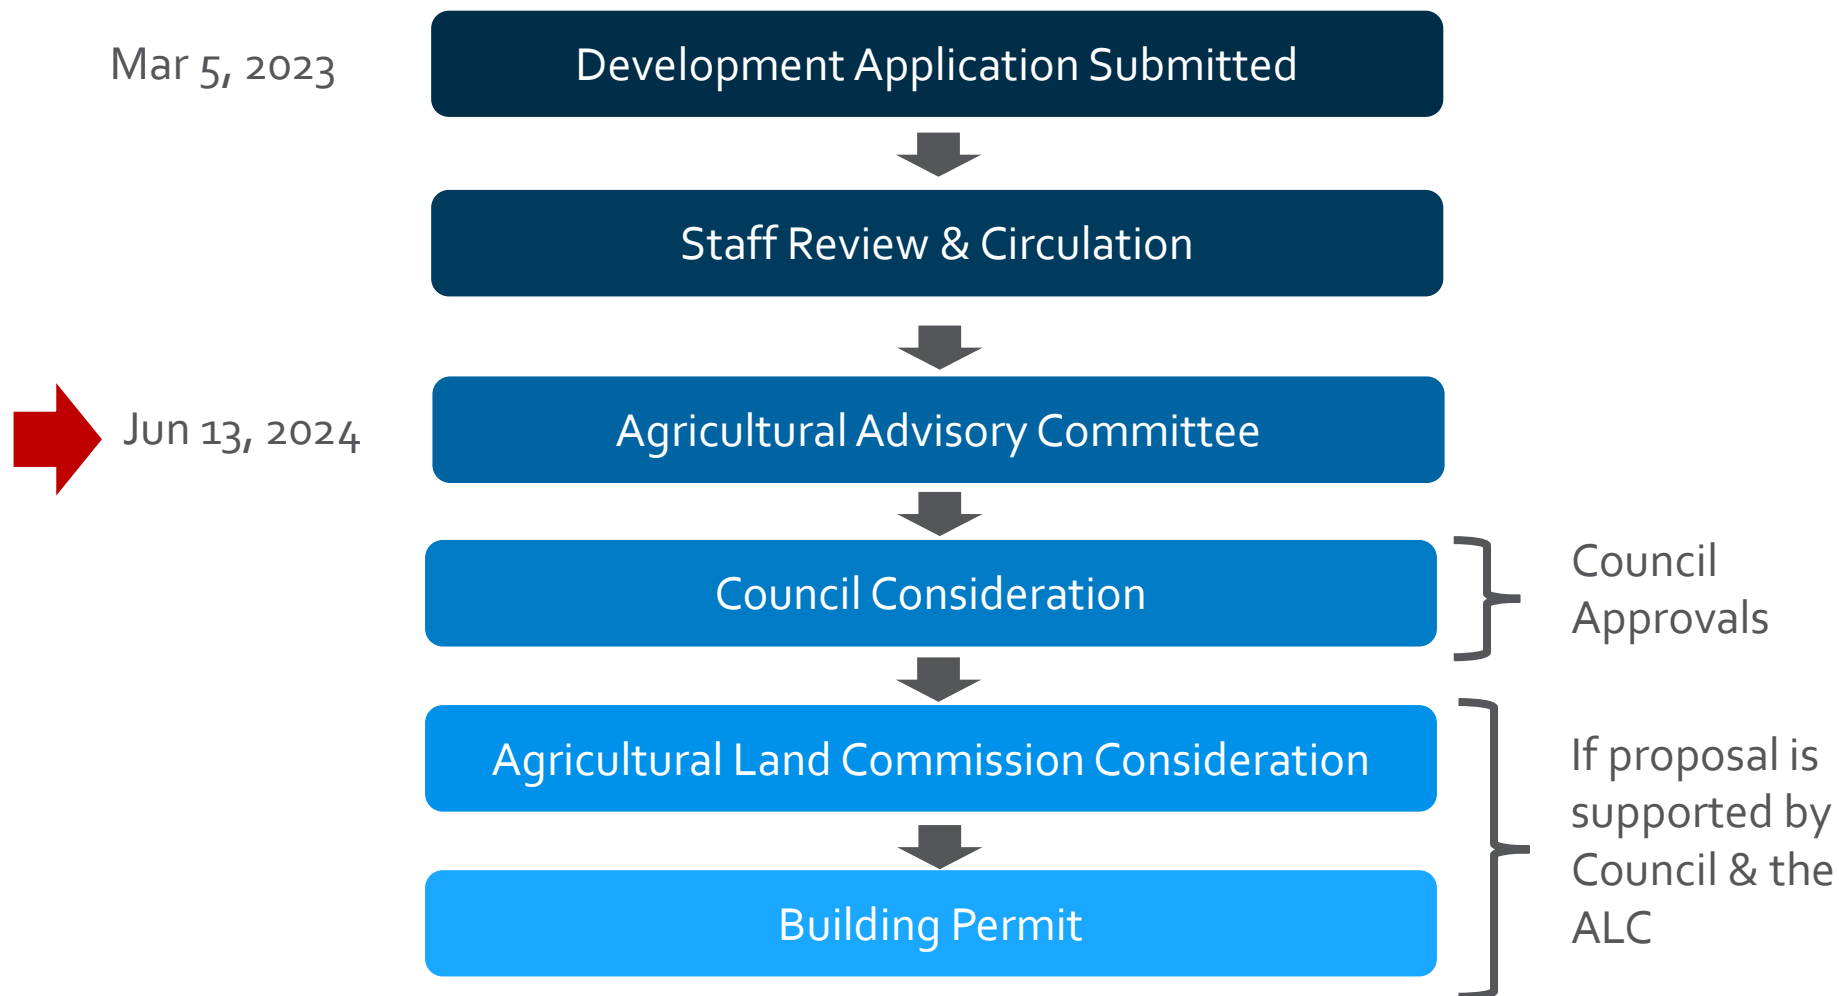 Mar 5, 2023
Development Application Submitted
Staff Review & Circulation
Jun 13, 2024
Agricultural Advisory Committee
Council Consideration
Council
Approvals
Agricultural Land Commission Consideration
If proposal is
supported by
Council & the
ALC
Building Permit